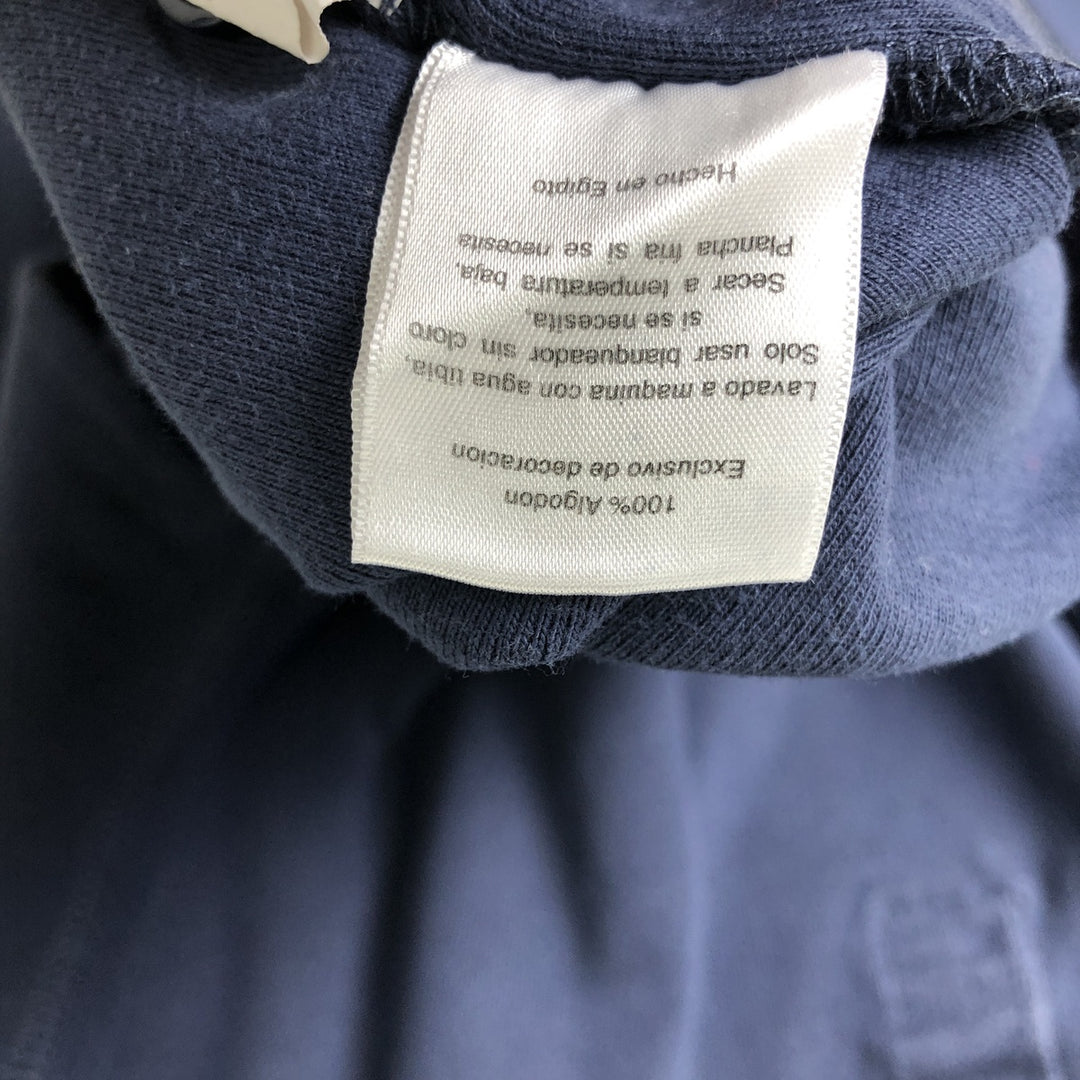 100% Algodon
Exclusivo de decoracion
Lavado a maquina con agua tibia,
Solo usar blanqueador sin cloro
si se necesita,
Secar a temperatura baja,
Plancha fria si se necesita
Hecho en Egipto